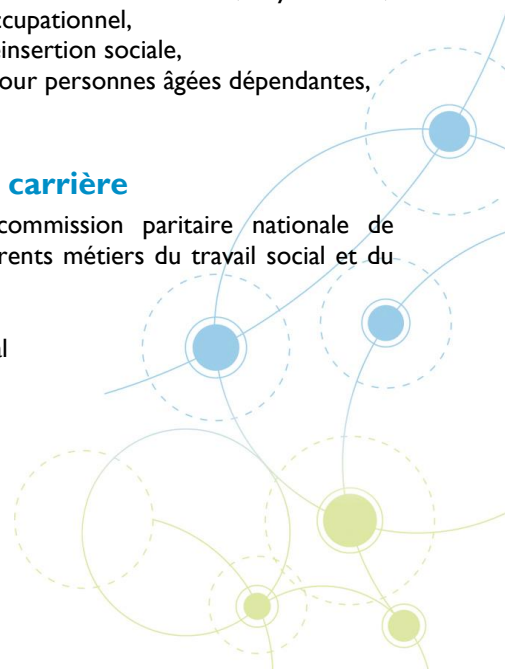 ccupationnel,
éinsertion sociale,
our personnes âgées dépendantes,
carrière
commission paritaire nationale de
rents métiers du travail social et du
al